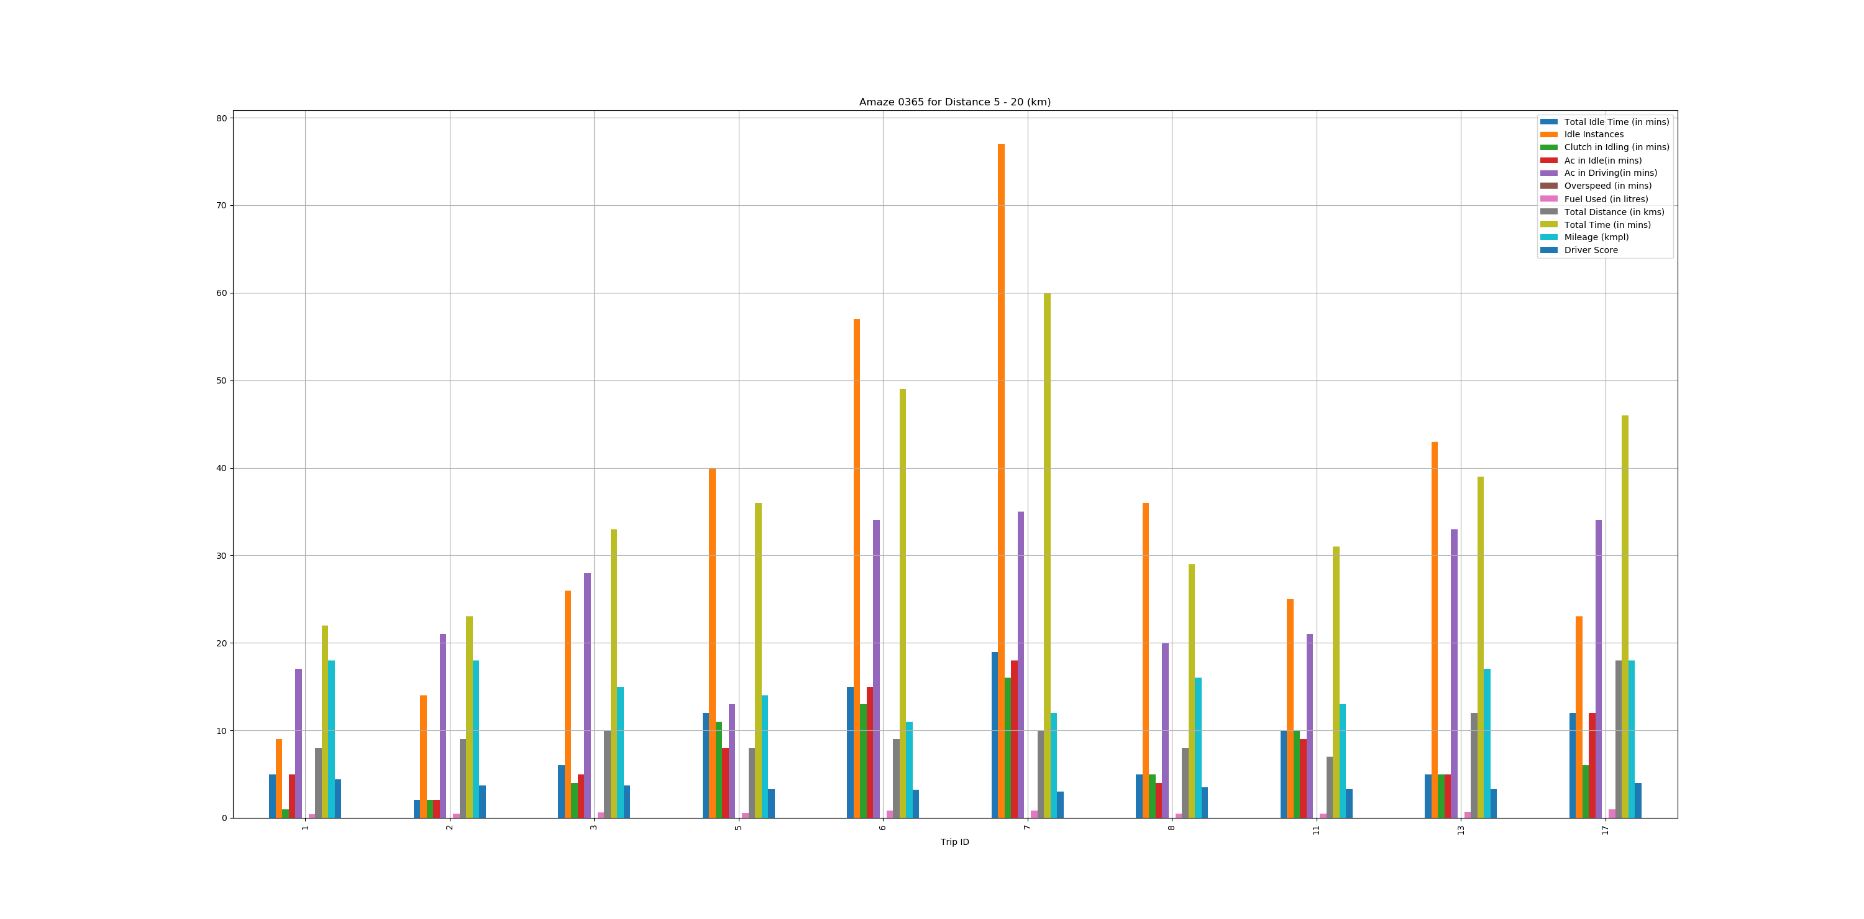 Amaze 0365 for Distance 5 - 20 (km)
80
70
60
50
40
30
20
10
0
Total Idle Time (in mins)
Idle Instances
Clutch in Idling (in mins)
Ac in Idle(in mins)
Ac in Driving(in mins)
Overspeed (in mins)
Fuel Used (in litres)
Total Distance (in kms)
Total Time (in mins)
Mileage (kmpl)
Driver Score
1 2 3 5 6 7 8 11 13 17
Trip ID